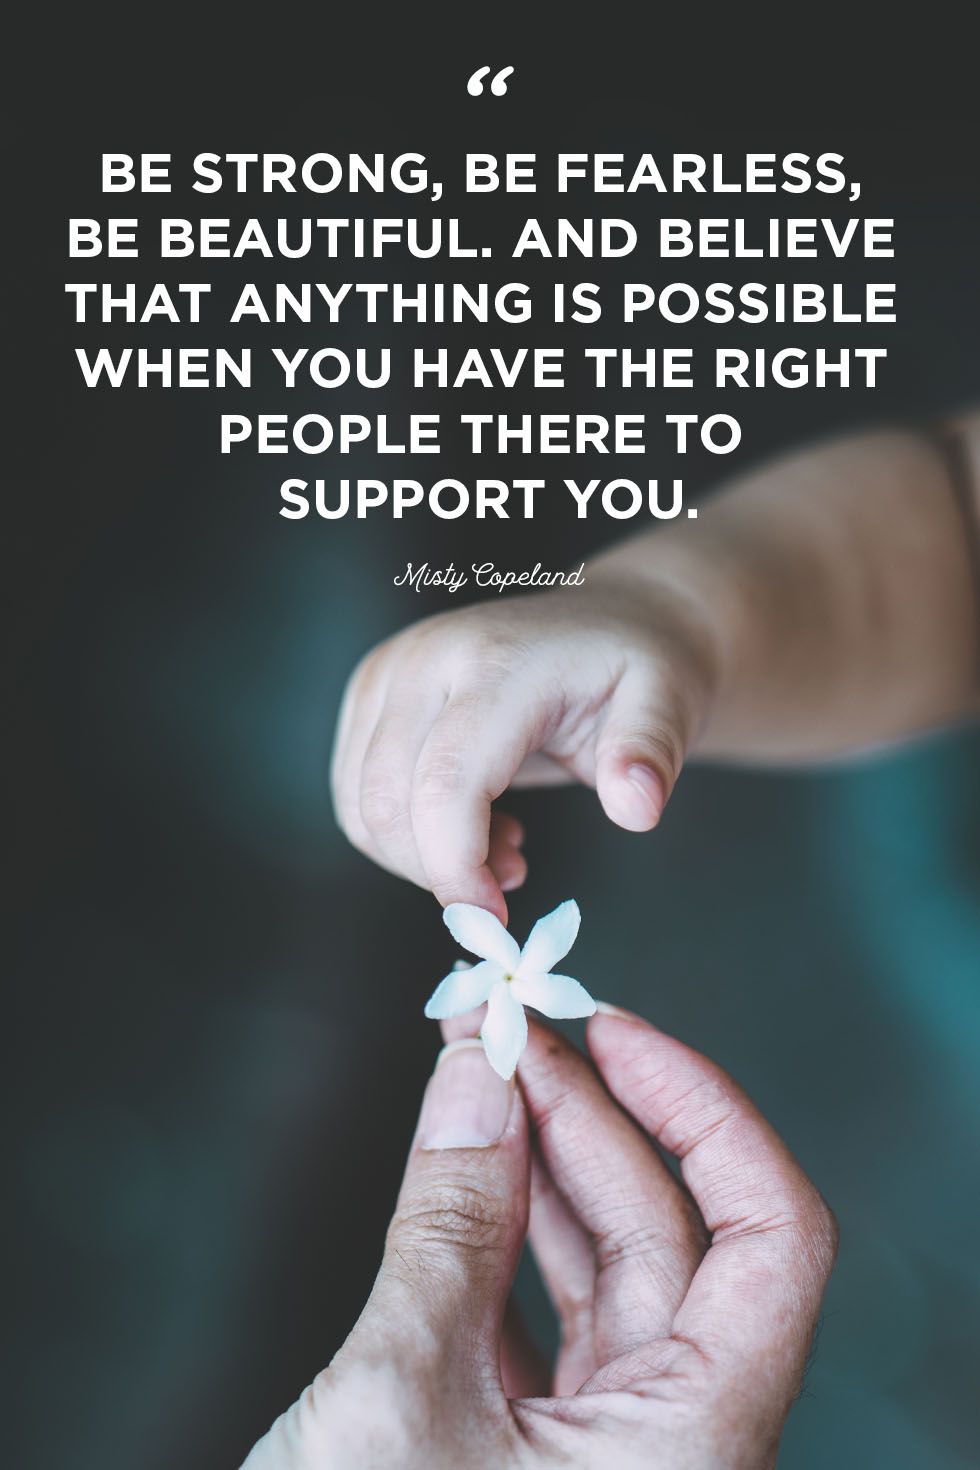 “
BE STRONG, BE FEARLESS,
BE BEAUTIFUL. AND BELIEVE
THAT ANYTHING IS POSSIBLE
WHEN YOU HAVE THE RIGHT
PEOPLE THERE TO
SUPPORT YOU.
Misty Copeland